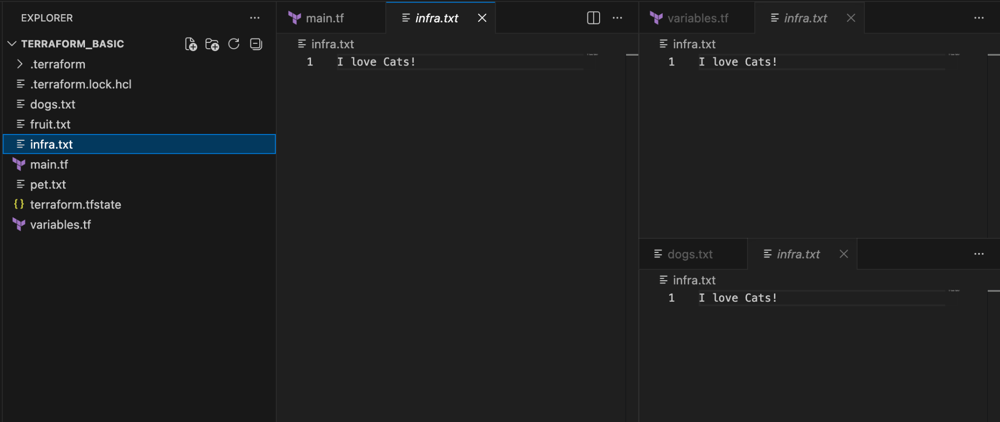 EXPLORER
TERRAFORM_BASIC
.terraform
.terraform.lock.hcl
dogs.txt
fruit.txt
infra.txt
main.tf
pet.txt
{} terraform.tfstate
variables.tf
main.tf infra.txt
infra.txt
1 I love Cats!
variables.tf infra.txt
infra.txt
1 I love Cats!
dogs.txt infra.txt
infra.txt
1 I love Cats!